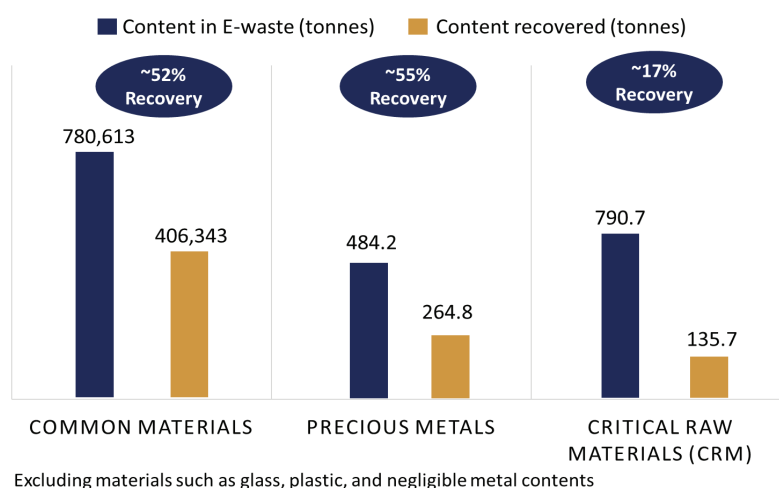 Content in E-waste (tonnes)
Content recovered (tonnes)
~52%
Recovery
~55%
Recovery
~17%
Recovery
780,613
406,343
484.2
264.8
790.7
135.7
COMMON MATERIALS
PRECIOUS METALS
CRITICAL RAW
MATERIALS (CRM)
Excluding materials such as glass, plastic, and negligible metal contents